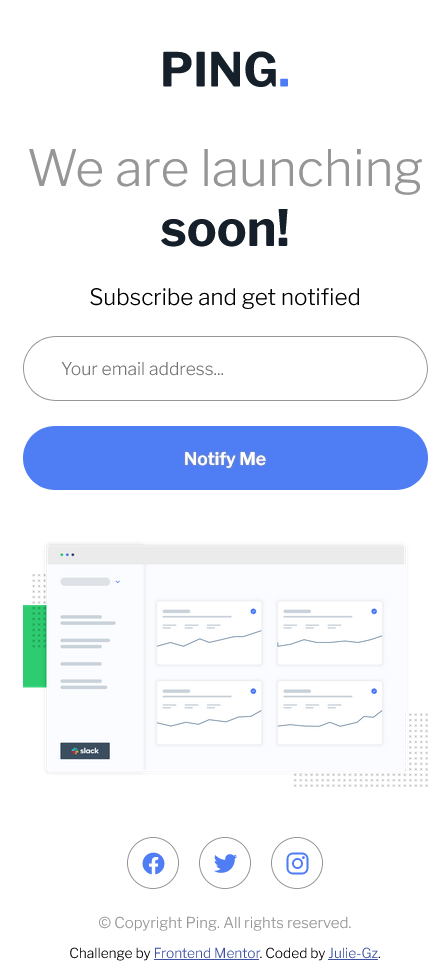 PING.
We are launching
soon!
Subscribe and get notified
Your email address...
Notify Me
slack
© Copyright Ping. All rights reserved.
Challenge by Frontend Mentor. Coded by Julie-Gz.